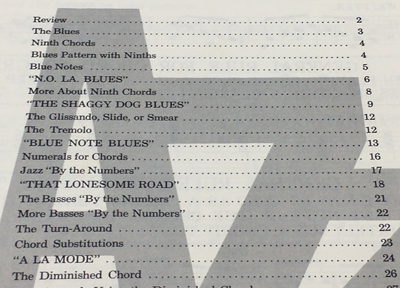 Review 2
The Blues 3
Ninth Chords 4
Blues Pattern with Ninths 4
Blue Notes 5
"N.O. LA. BLUES" 6
More About Ninth Chords 8
"THE SHAGGY DOG BLUES" 9
The Glissando, Slide, or Smear 12
The Tremolo 12
"BLUE NOTE BLUES" 13
Numerals for Chords 16
Jazz "By the Numbers" 17
"THAT LONESOME ROAD" 18
The Basses "By the Numbers" 21
More Basses "By the Numbers" 22
The Turn-Around 22
Chord Substitutions 23
"A LA MODE" 24
The Diminished Chord 26